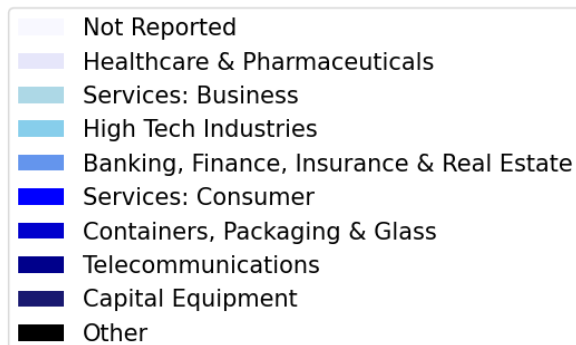 Not Reported
Healthcare & Pharmaceuticals
Services: Business
High Tech Industries
Banking, Finance, Insurance & Real Estate
Services: Consumer
Containers, Packaging & Glass
Telecommunications
Capital Equipment
Other